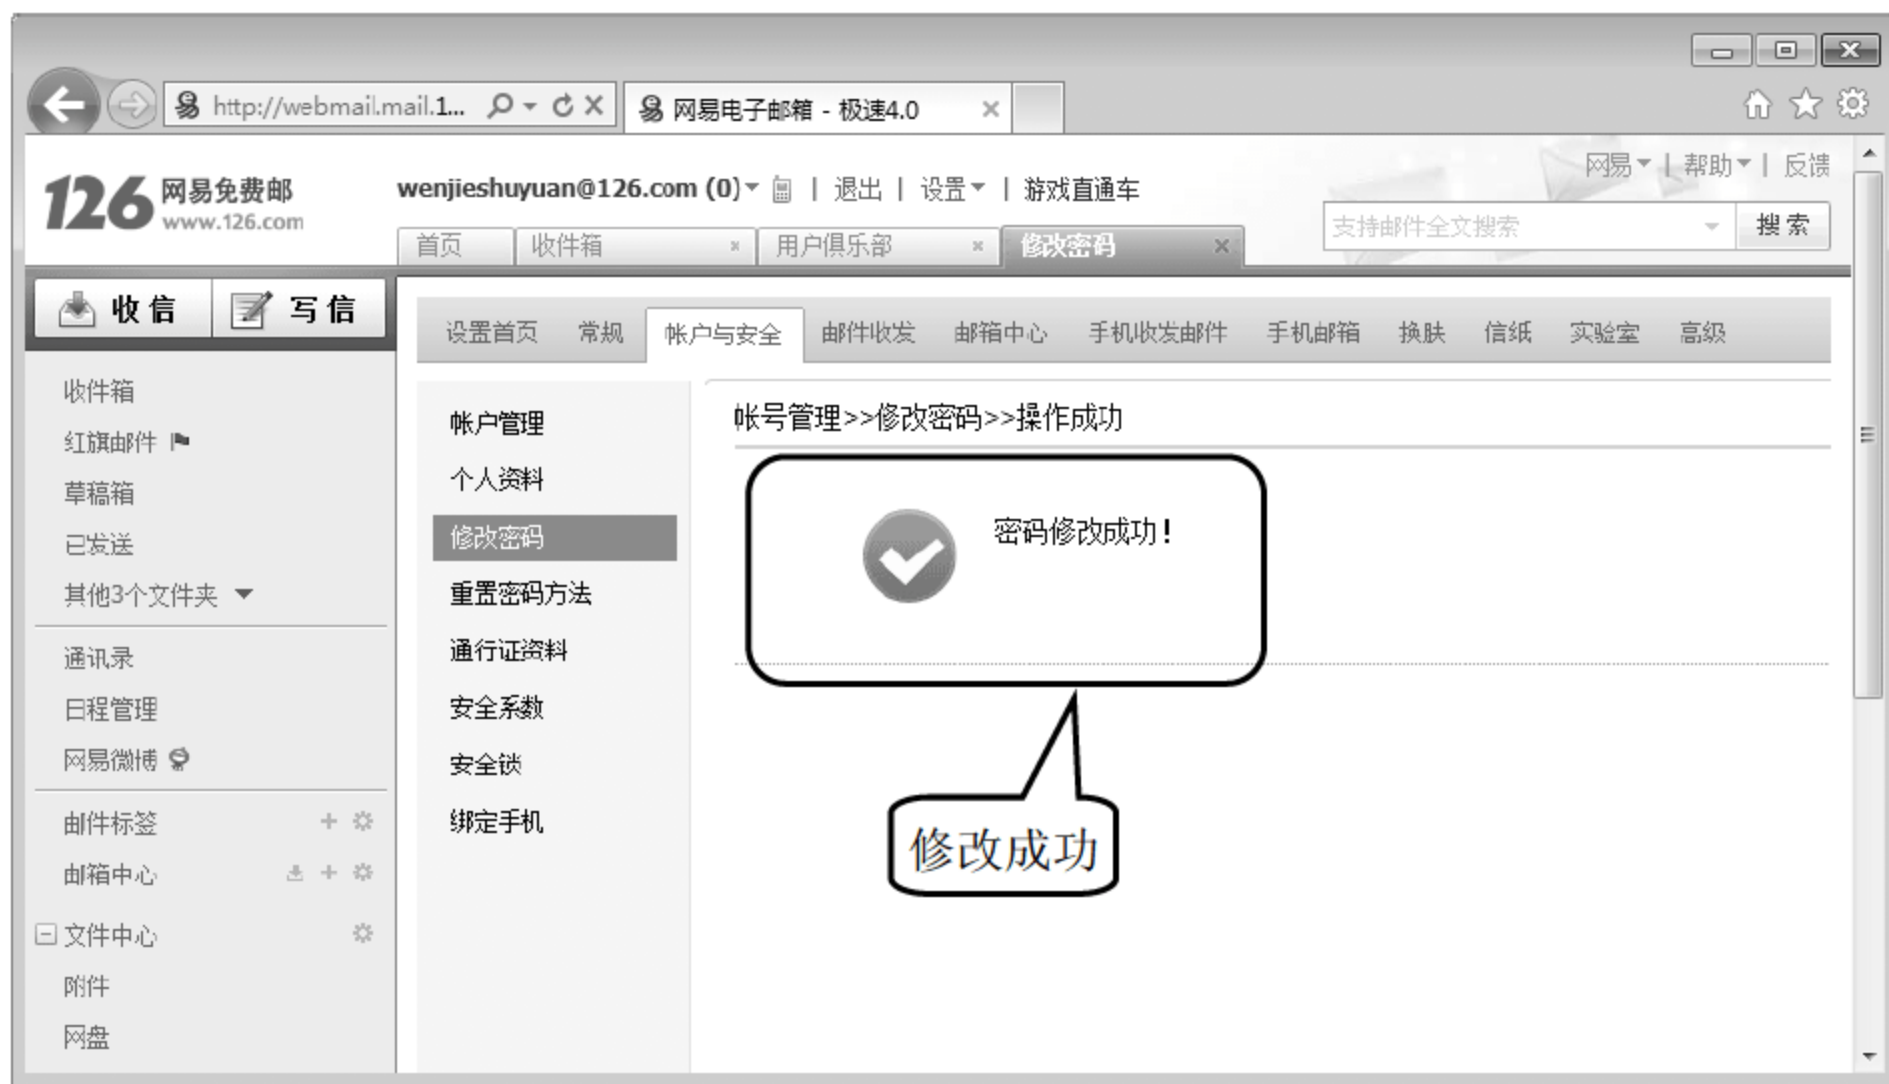 http://webmail.mail.1...
网易电子邮箱 - 极速4.0
126 网易免费邮
www.126.com
wenjieshuyuan@126.com (0) | 退出 | 设置 | 游戏直通车
网易 | 帮助 | 反馈
支持邮件全文搜索
搜索
首页
收件箱
用户俱乐部
修改密码
收信
写信
设置首页
常规
帐户与安全
邮件收发
邮箱中心
手机收发邮件
手机邮箱
换肤
信纸
实验室
高级
收件箱
红旗邮件
草稿箱
已发送
其他3个文件夹
通讯录
日程管理
网易微博
邮件标签
邮箱中心
文件中心
附件
网盘
帐户管理
个人资料
修改密码
重置密码方法
通行证资料
安全系数
安全锁
绑定手机
帐号管理>>修改密码>>操作成功
密码修改成功！
修改成功